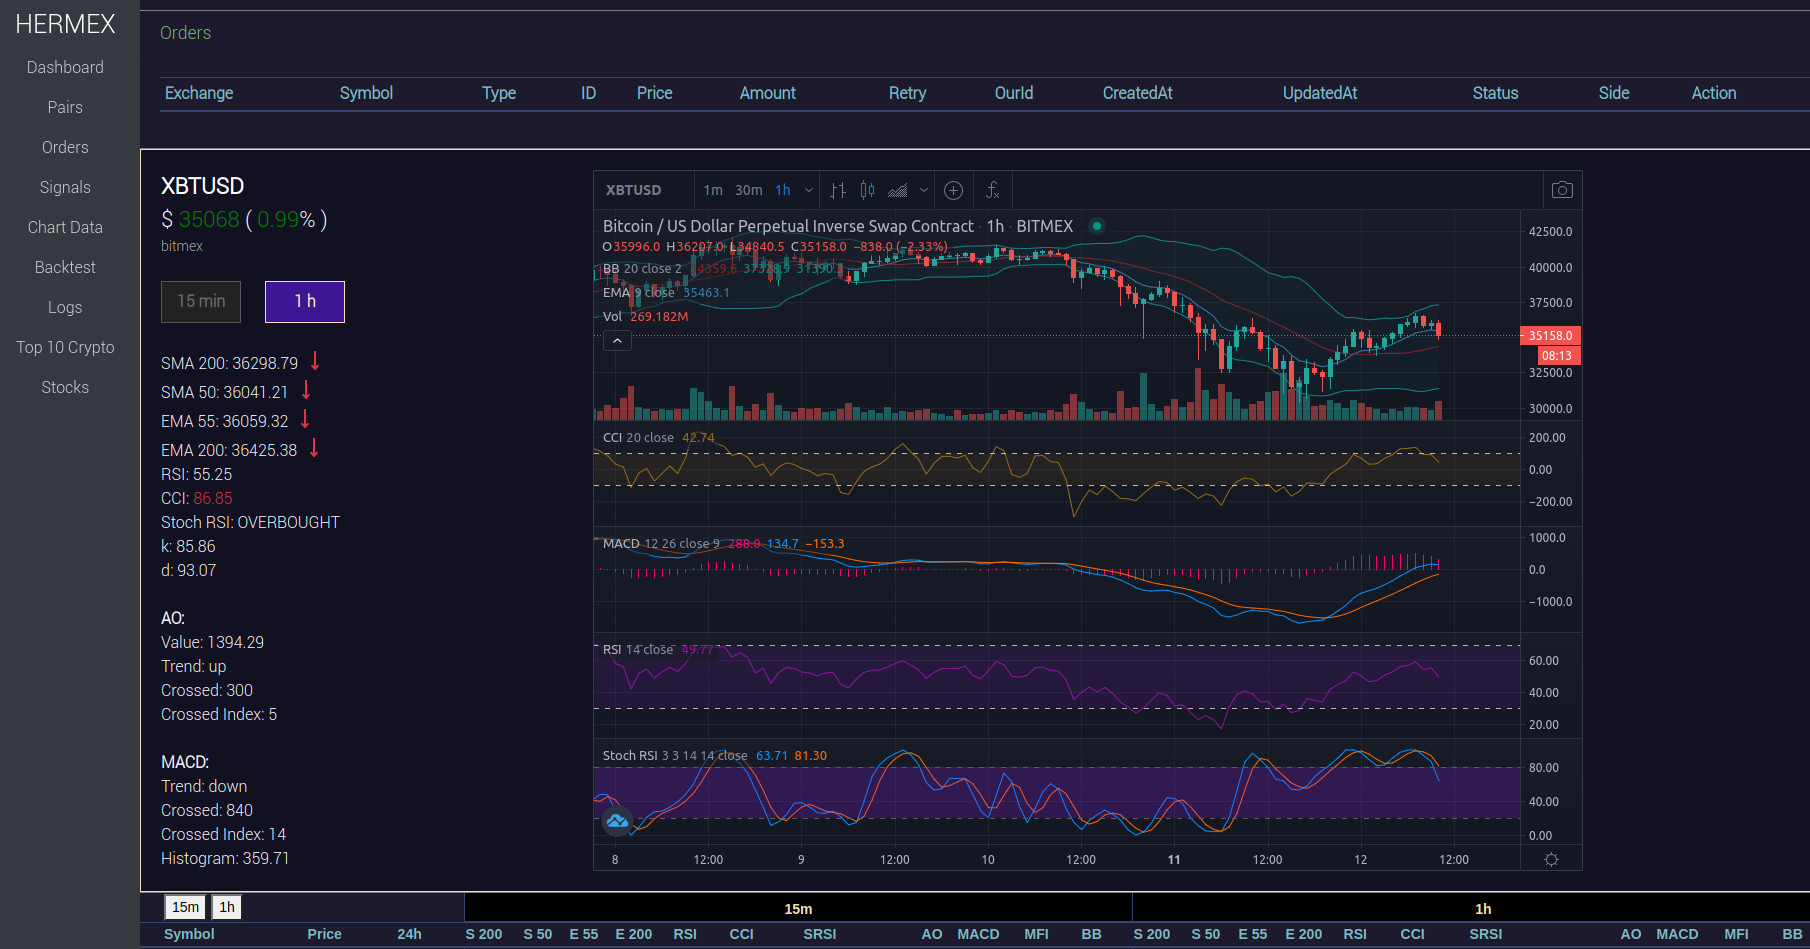 HERMEX
Dashboard
Pairs
Orders
Signals
Chart Data
Backtest
Logs
Top 10 Crypto
Stocks
Orders
Exchange Symbol Type ID Price Amount Retry OurId CreatedAt UpdatedAt Status Side Action
XBTUSD
$ 35068 ( 0.99% )
bitmex
15 min 1 h
SMA 200: 36298.79
SMA 50: 36041.21
EMA 55: 36059.32
EMA 200: 36425.38
RSI: 55.25
CCI: 86.85
Stoch RSI: OVERBOUGHT
k: 85.86
d: 93.07
AO:
Value: 1394.29
Trend: up
Crossed: 300
Crossed Index: 5
MACD:
Trend: down
Crossed: 840
Crossed Index: 14
Histogram: 359.71
XBTUSD 1m 30m 1h
Bitcoin / US Dollar Perpetual Inverse Swap Contract · 1h · BITMEX
O35996.0 H36207.0 L34840.5 C35158.0 −838.0 (−2.33%)
BB 20 close 2
EMA 9 close 35463.1
Vol 269.182M
42500.0
40000.0
37500.0
35158.0
08:13
32500.0
30000.0
CCI 20 close 42.74
200.00
0.00
−200.00
MACD 12 26 close 9 288.0 134.7 −153.3
1000.0
0.0
−1000.0
RSI 14 close 49.77
60.00
40.00
20.00
Stoch RSI 3 3 14 14 close 63.71 81.30
80.00
40.00
0.00
8 12:00 9 12:00 10 12:00 11 12:00 12 12:00
15m 1h 15m 1h
Symbol Price 24h S 200 S 50 E 55 E 200 RSI CCI SRSI AO MACD MFI BB S 200 S 50 E 55 E 200 RSI CCI SRSI AO MACD MFI BB